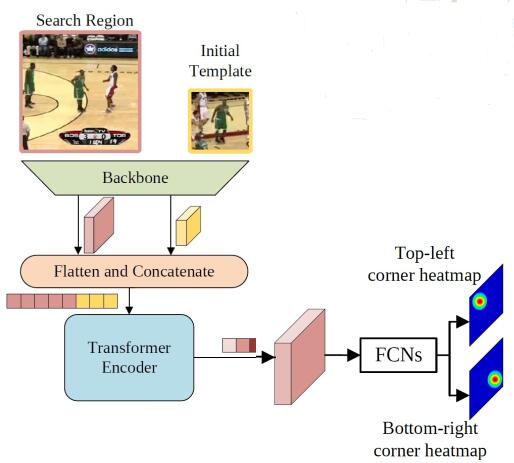 Search Region
Initial
Template
adidas
Backbone
Flatten and Concatenate
Transformer
Encoder
FCNs
Top-left
corner heatmap
Bottom-right
corner heatmap